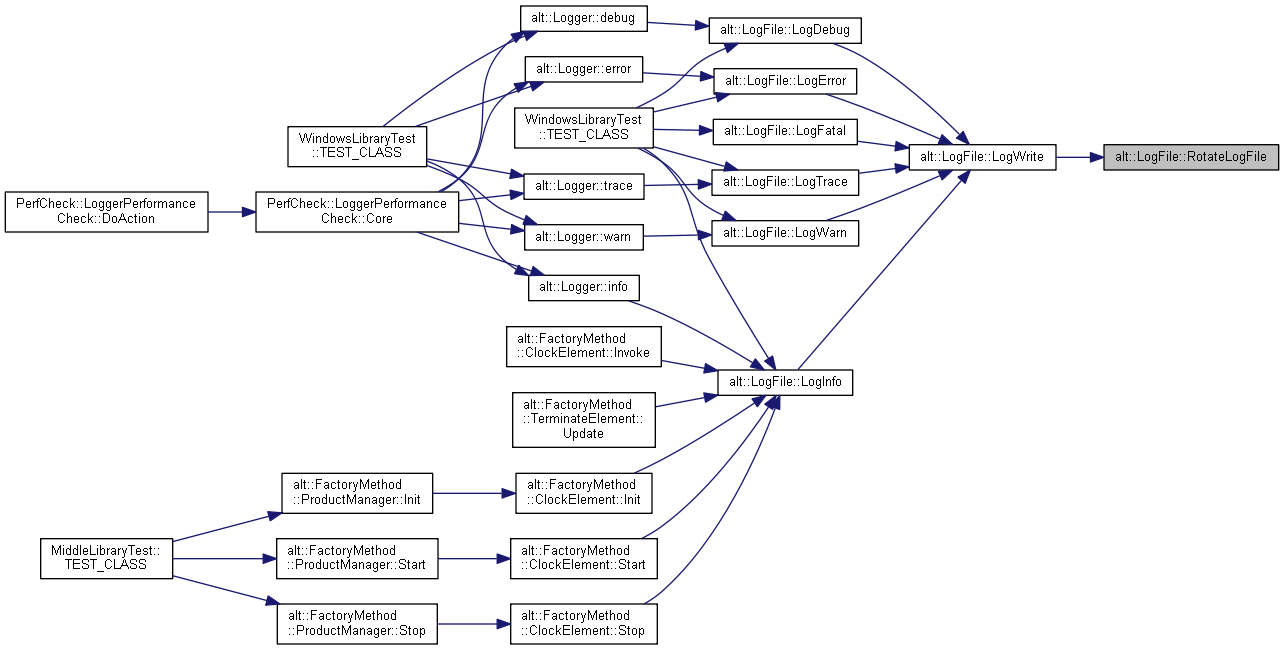 alt::Logger::debug
alt::LogFile::LogDebug
alt::Logger::error
alt::LogFile::LogError
WindowsLibraryTest
::TEST_CLASS
alt::LogFile::LogFatal
WindowsLibraryTest
::TEST_CLASS
alt::LogFile::LogWrite
alt::LogFile::RotateLogFile
alt::Logger::trace
alt::LogFile::LogTrace
PerfCheck::LoggerPerformance
Check::DoAction
PerfCheck::LoggerPerformance
Check::Core
alt::Logger::warn
alt::LogFile::LogWarn
alt::Logger::info
alt::FactoryMethod
::ClockElement::Invoke
alt::LogFile::LogInfo
alt::FactoryMethod
::TerminateElement::
Update
alt::FactoryMethod
::ProductManager::Init
alt::FactoryMethod
::ClockElement::Init
MiddleLibraryTest::
TEST_CLASS
alt::FactoryMethod
::ProductManager::Start
alt::FactoryMethod
::ClockElement::Start
alt::FactoryMethod
::ProductManager::Stop
alt::FactoryMethod
::ClockElement::Stop